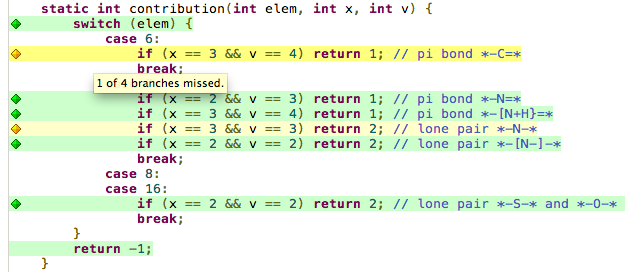 static int contribution(int elem, int x, int v) {
switch (elem) {
case 6:
if (x == 3 && v == 4) return 1; // pi bond *-C=*
break;
1 of 4 branches missed.
if (x == 2 && v == 3) return 1; // pi bond *-N=*
if (x == 3 && v == 4) return 1; // pi bond *-[N+H}=*
if (x == 3 && v == 3) return 2; // lone pair *-N-*
if (x == 2 && v == 2) return 2; // lone pair *-[N-]-*
break;
case 8:
case 16:
if (x == 2 && v == 2) return 2; // lone pair *-S-* and *-O-*
break;
}
return -1;
}